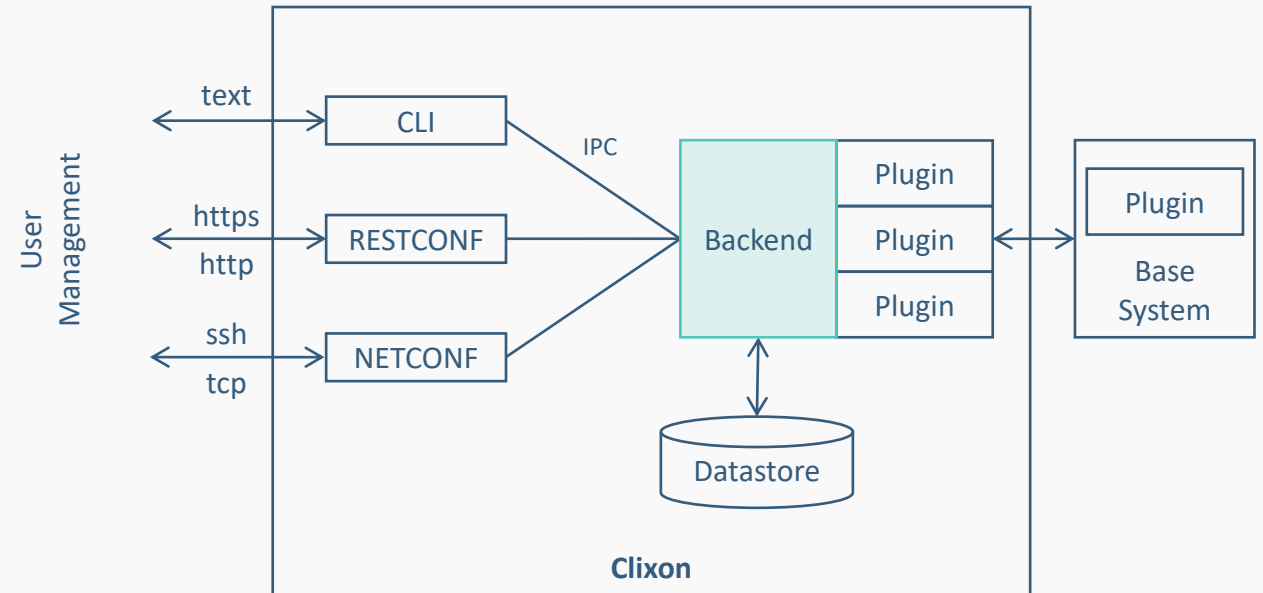 User
Management
text
CLI
IPC
https
RESTCONF
http
ssh
NETCONF
tcp
Backend
Plugin
Plugin
Plugin
Datastore
Plugin
Base
System
Clixon